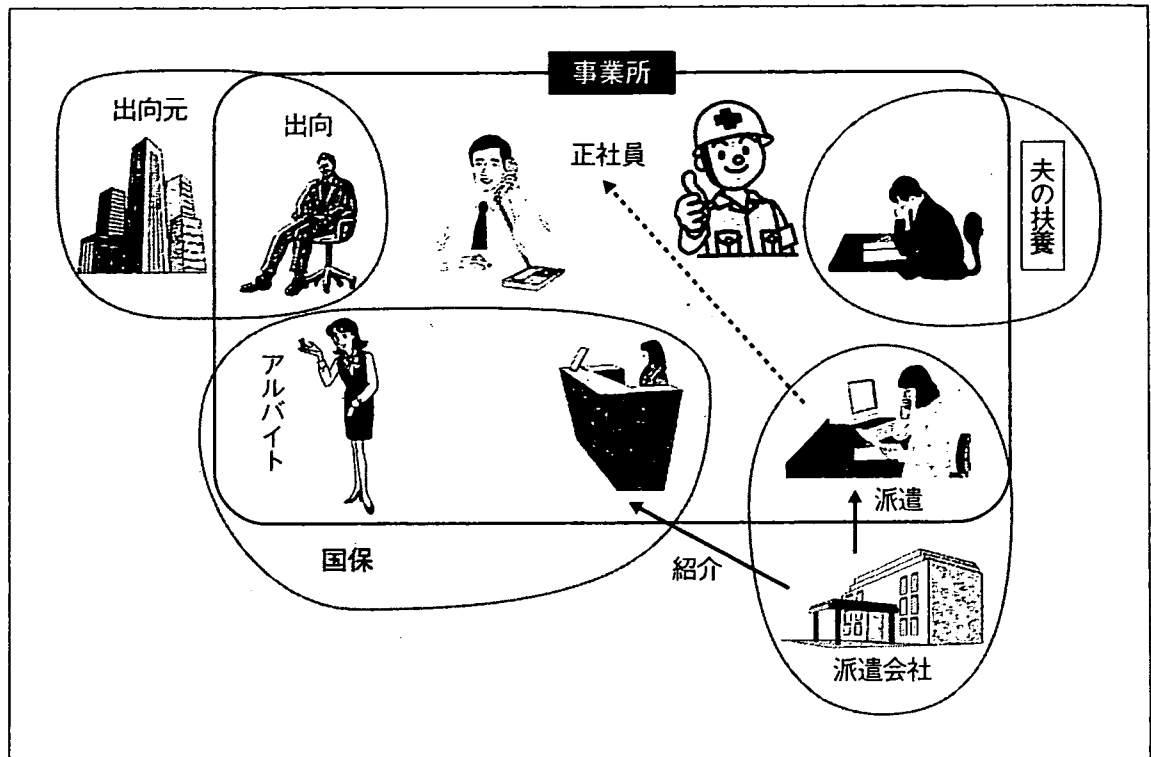 事業所
出向元
出向
正社員
夫の扶養
アルバイト
国保
紹介
派遣
派遣会社